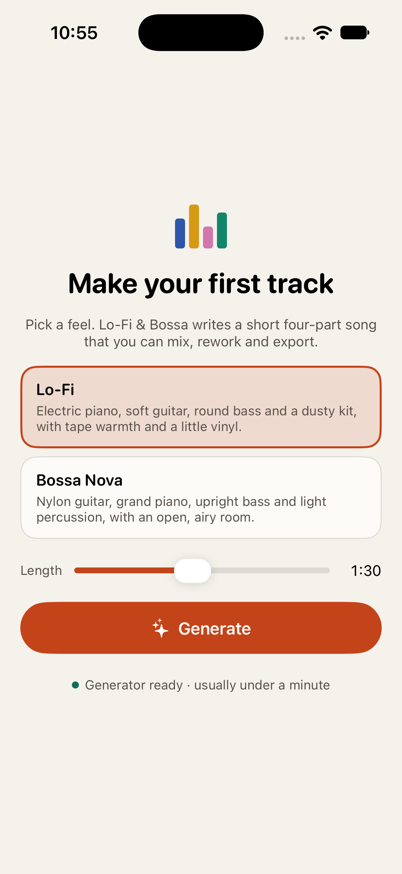 10:55
Make your first track
Pick a feel. Lo-Fi & Bossa writes a short four-part song
that you can mix, rework and export.
Lo-Fi
Electric piano, soft guitar, round bass and a dusty kit,
with tape warmth and a little vinyl.
Bossa Nova
Nylon guitar, grand piano, upright bass and light
percussion, with an open, airy room.
Length 1:30
Generate
Generator ready · usually under a minute